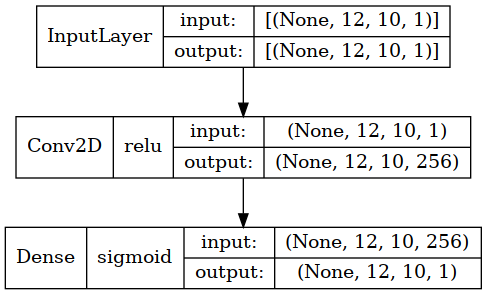 InputLayer input: [(None, 12, 10, 1)]
output: [(None, 12, 10, 1)]
Conv2D relu input: (None, 12, 10, 1)
output: (None, 12, 10, 256)
Dense sigmoid input: (None, 12, 10, 256)
output: (None, 12, 10, 1)